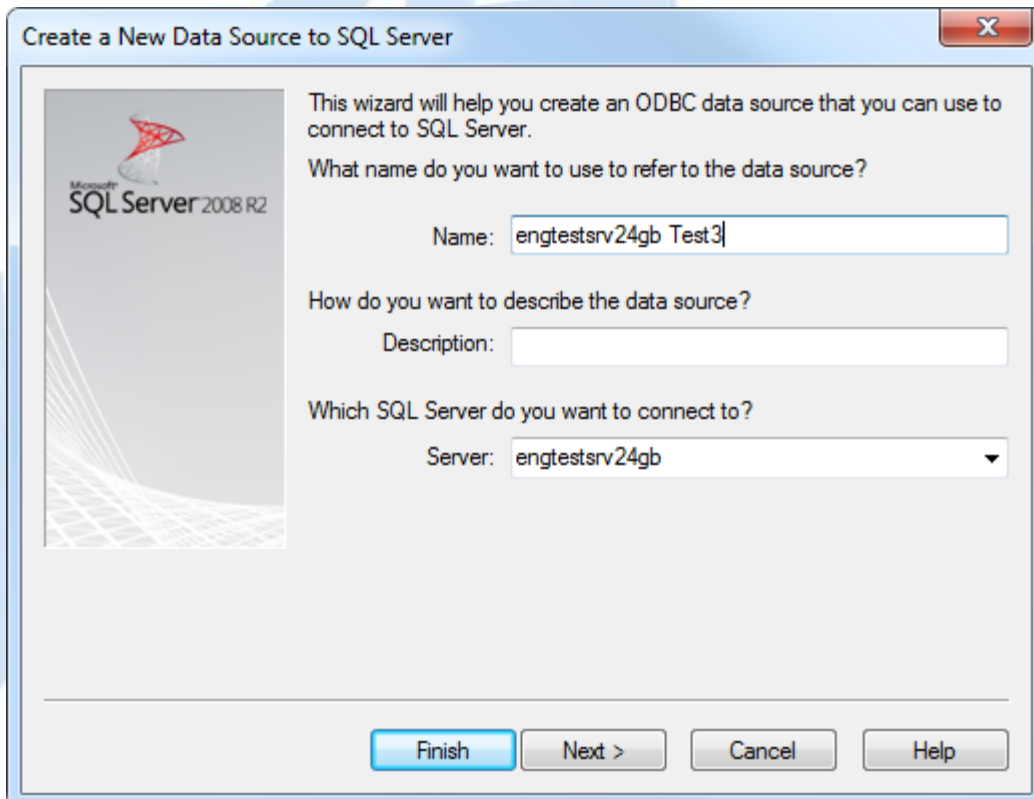 Create a New Data Source to SQL Server
Microsoft
SQL Server 2008 R2
This wizard will help you create an ODBC data source that you can use to
connect to SQL Server.
What name do you want to use to refer to the data source?
Name: engtestsrv24gb Test3
How do you want to describe the data source?
Description:
Which SQL Server do you want to connect to?
Server: engtestsrv24gb
Finish Next > Cancel Help